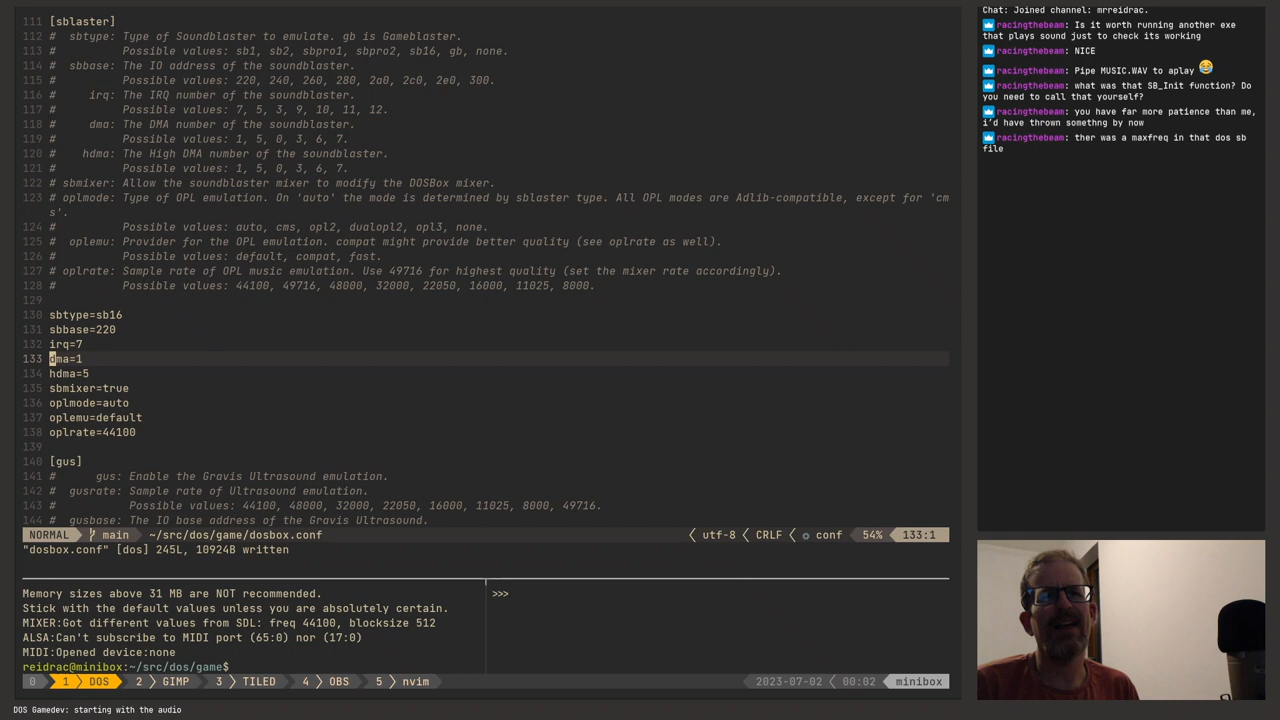 111 [sblaster]
112 #  sbtype: Type of Soundblaster to emulate. gb is Gameblaster.
113 #          Possible values: sb1, sb2, sbpro1, sbpro2, sb16, gb, none.
114 #  sbbase: The IO address of the soundblaster.
115 #          Possible values: 220, 240, 260, 280, 2a0, 2c0, 2e0, 300.
116 #     irq: The IRQ number of the soundblaster.
117 #          Possible values: 7, 5, 3, 9, 10, 11, 12.
118 #     dma: The DMA number of the soundblaster.
119 #          Possible values: 1, 5, 0, 3, 6, 7.
120 #    hdma: The High DMA number of the soundblaster.
121 #          Possible values: 1, 5, 0, 3, 6, 7.
122 # sbmixer: Allow the soundblaster mixer to modify the DOSBox mixer.
123 # oplmode: Type of OPL emulation. On 'auto' the mode is determined by sblaster type. All OPL modes are Adlib-compatible, except for 'cm
s'.
124 #          Possible values: auto, cms, opl2, dualopl2, opl3, none.
125 #  oplemu: Provider for the OPL emulation. compat might provide better quality (see oplrate as well).
126 #          Possible values: default, compat, fast.
127 # oplrate: Sample rate of OPL music emulation. Use 49716 for highest quality (set the mixer rate accordingly).
128 #          Possible values: 44100, 49716, 48000, 32000, 22050, 16000, 11025, 8000.
129
130 sbtype=sb16
131 sbbase=220
132 irq=7
133 dma=1
134 hdma=5
135 sbmixer=true
136 oplmode=auto
137 oplemu=default
138 oplrate=44100
139
140 [gus]
141 #      gus: Enable the Gravis Ultrasound emulation.
142 #  gusrate: Sample rate of Ultrasound emulation.
143 #           Possible values: 44100, 48000, 32000, 22050, 16000, 11025, 8000, 49716.
144 #  gusbase: The IO base address of the Gravis Ultrasound.
NORMAL main ~/src/dos/game/dosbox.conf utf-8 CRLF conf 54% 133:1
"dosbox.conf" [dos] 245L, 10924B written
Memory sizes above 31 MB are NOT recommended.
Stick with the default values unless you are absolutely certain.
MIXER:Got different values from SDL: freq 44100, blocksize 512
ALSA:Can't subscribe to MIDI port (65:0) nor (17:0)
MIDI:Opened device:none
reidrac@minibox:~/src/dos/game$
>>>
0 1 DOS 2 GIMP 3 TILED 4 OBS 5 nvim 2023-07-02 00:02 minibox
DOS Gamedev: starting with the audio
Chat: Joined channel: mrreidrac.
racingthebeam: Is it worth running another exe
that plays sound just to check its working
racingthebeam: NICE
racingthebeam: Pipe MUSIC.WAV to aplay 😂
racingthebeam: what was that SB_Init function? Do
you need to call that yourself?
racingthebeam: you have far more patience than me,
i'd have thrown somethng by now
racingthebeam: ther was a maxfreq in that dos sb
file